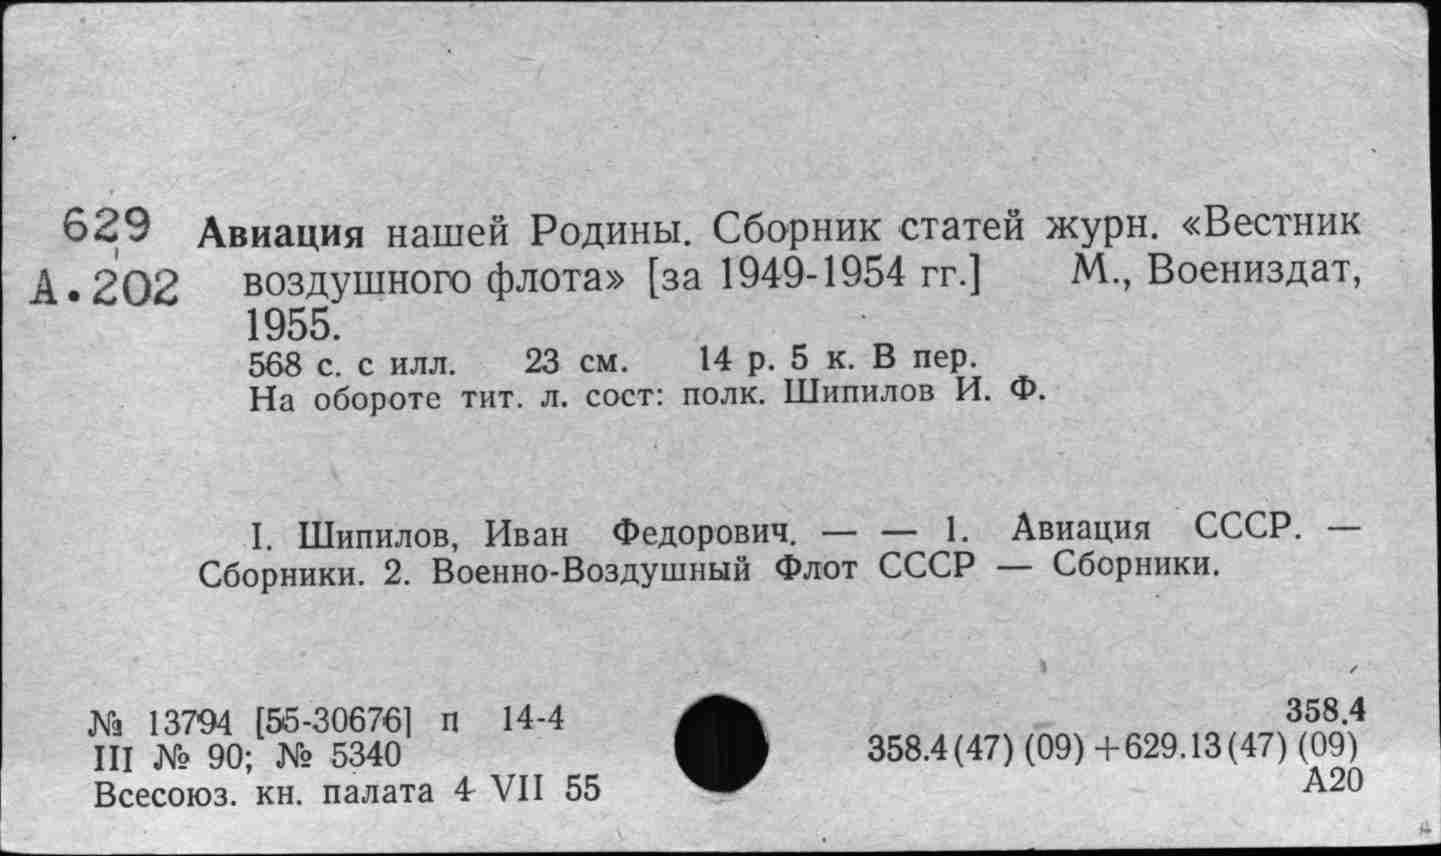 629 Авиация нашей Родины. Сборник статей журн. «Вестник
А.202 воздушного флота» [за 1949-1954 гг.] М., Воениздат,
1955.
568 с. с илл. 23 см. 14 р. 5 к. В пер.
На обороте тит. л. сост: полк. Шипилов И. Ф.
I. Шипилов, Иван Федорович. — — 1. Авиация СССР. —
Сборники. 2. Военно-Воздушный Флот СССР — Сборники.
№ 13794 [55-30676] п 14-4
III № 90; № 5340
Всесоюз. кн. палата 4 VII 55
358.4
358.4(47) (09)+629.13(47) (09)
А20